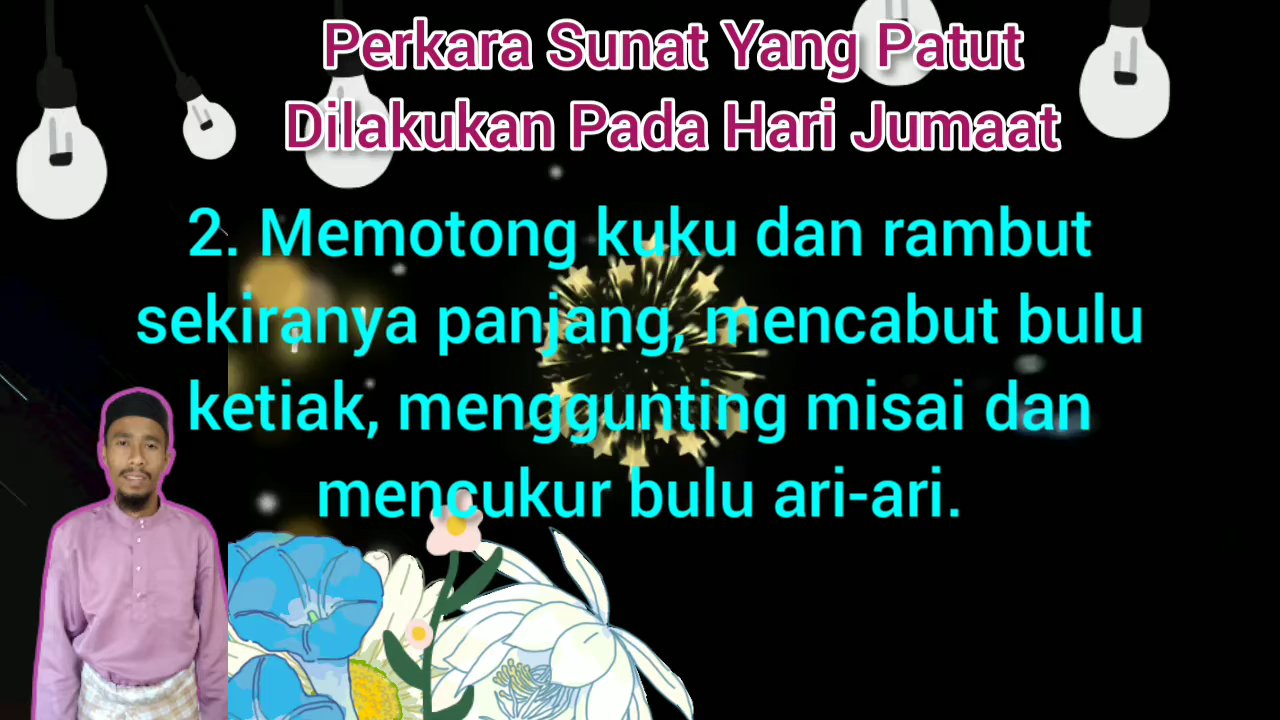 Perkara Sunat Yang Patut
Dilakukan Pada Hari Jumaat
2. Memotong kuku dan rambut
sekiranya panjang, mencabut bulu
ketiak, menggunting misai dan
mencukur bulu ari-ari.